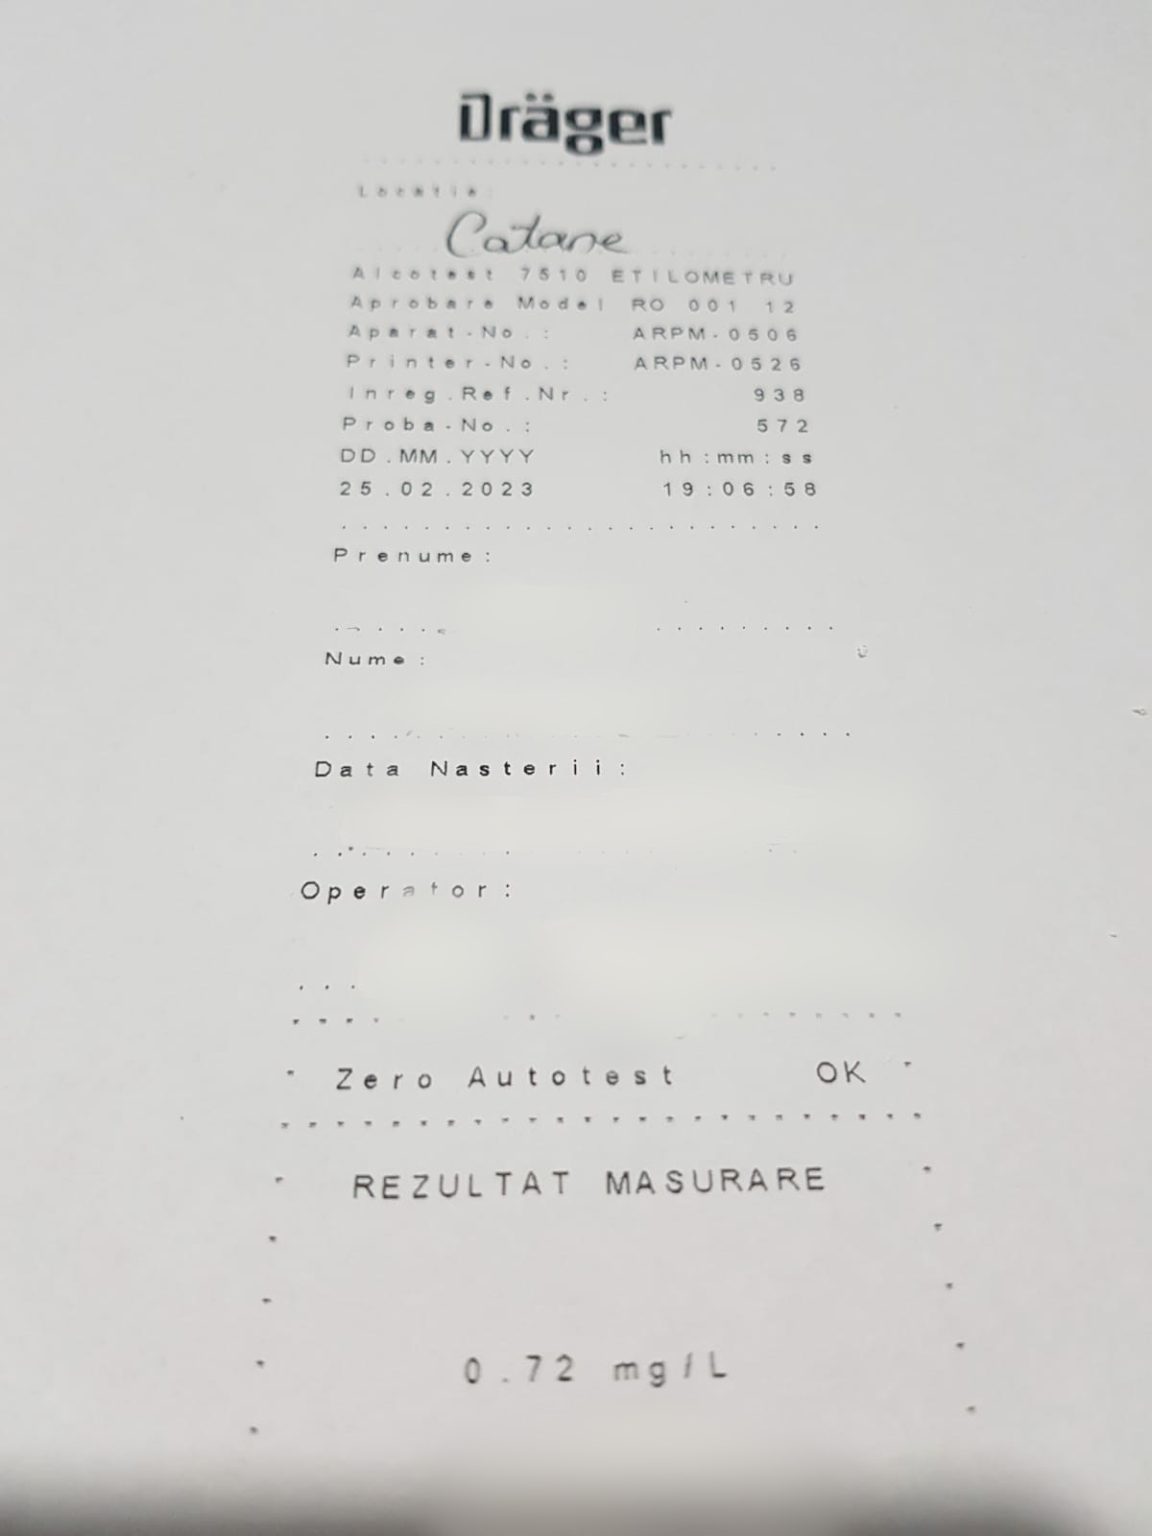 Dräger
Locatia:
Catane
Alcotest 7510 ETILOMETRU
Aprobare Model RO 001 12
Aparat-No.: ARPM-0506
Printer-No.: ARPM-0526
Inreg.Ref.Nr.: 938
Proba-No.: 572
DD.MM.YYYY hh:mm:ss
25.02.2023 19:06:58
Prenume:
Nume:
Data Nasterii:
Operator:
Zero Autotest OK
REZULTAT MASURARE
0.72 mg/L